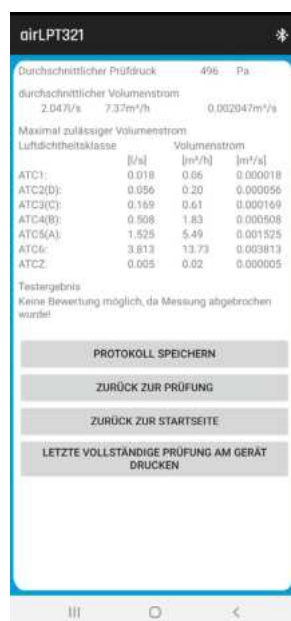 airLPT321
Durchschnittlicher Prüfdruck 496 Pa
durchschnittlicher Volumenstrom
2.047l/s 7.37m³/h 0.002047m³/s
Maximal zulässiger Volumenstrom
Luftdichtheitsklasse Volumenstrom
[l/s] [m³/h] [m³/s]
ATC1: 0.018 0.06 0.000018
ATC2(D): 0.056 0.20 0.000056
ATC3(C): 0.169 0.61 0.000169
ATC4(B): 0.508 1.83 0.000508
ATC5(A): 1.525 5.49 0.001525
ATC6: 3.813 13.73 0.003813
ATCZ: 0.005 0.02 0.000005
Testergebnis
Keine Bewertung möglich, da Messung abgebrochen
wurde!
PROTOKOLL SPEICHERN
ZURÜCK ZUR PRÜFUNG
ZURÜCK ZUR STARTSEITE
LETZTE VOLLSTÄNDIGE PRÜFUNG AM GERÄT
DRUCKEN